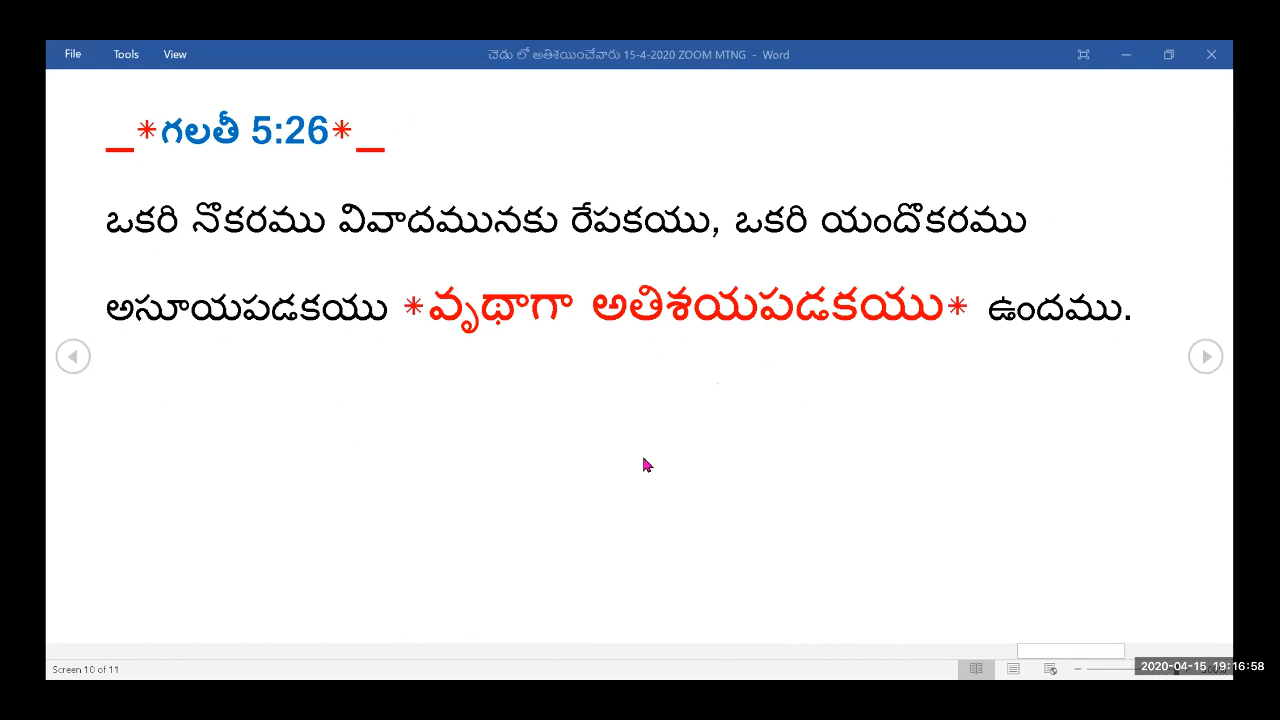 File Tools View చెడు లో అతిశయించేవారు 15-4-2020 ZOOM MTNG - Word
_*గలతీ 5:26*_
ఒకరి నొకరము వివాదమునకు రేపకయు, ఒకరి యందొకరము
అసూయపడకయు *వృథాగా అతిశయపడకయు* ఉందము.
Screen 10 of 11
2020-04-15 19:16:58